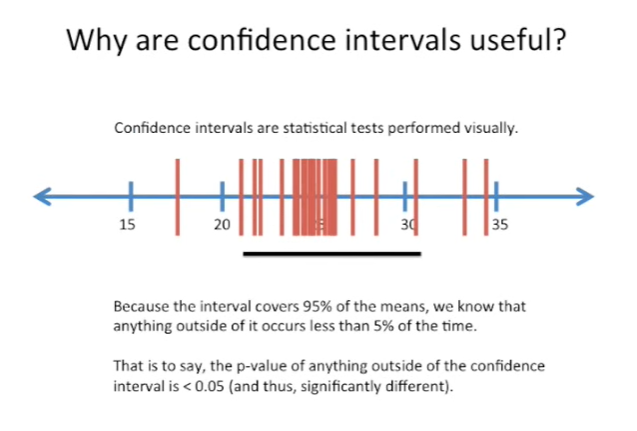 Why are confidence intervals useful?
Confidence intervals are statistical tests performed visually.
15 20 30 35
Because the interval covers 95% of the means, we know that
anything outside of it occurs less than 5% of the time.
That is to say, the p-value of anything outside of the confidence
interval is < 0.05 (and thus, significantly different).